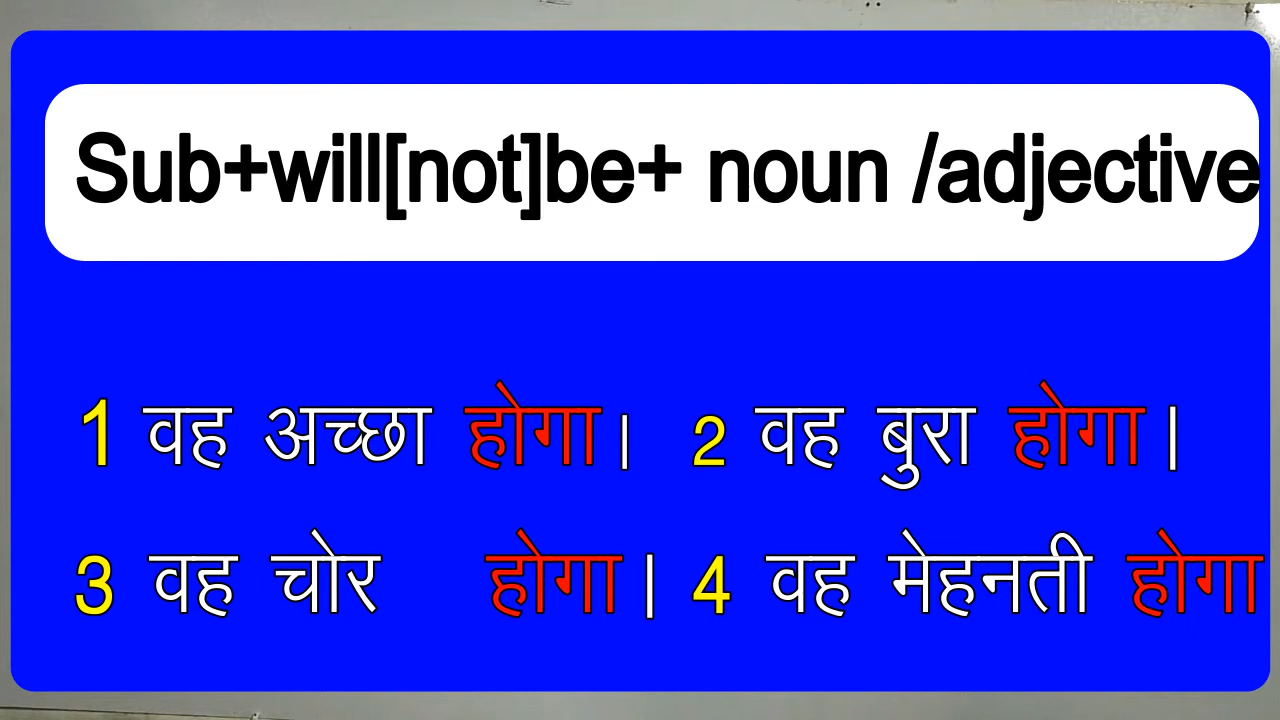 Sub+will[not]be+ noun /adjective
1 वह अच्छा होगा। 2 वह बुरा होगा|
3 वह चोर होगा| 4 वह मेहनती होगा